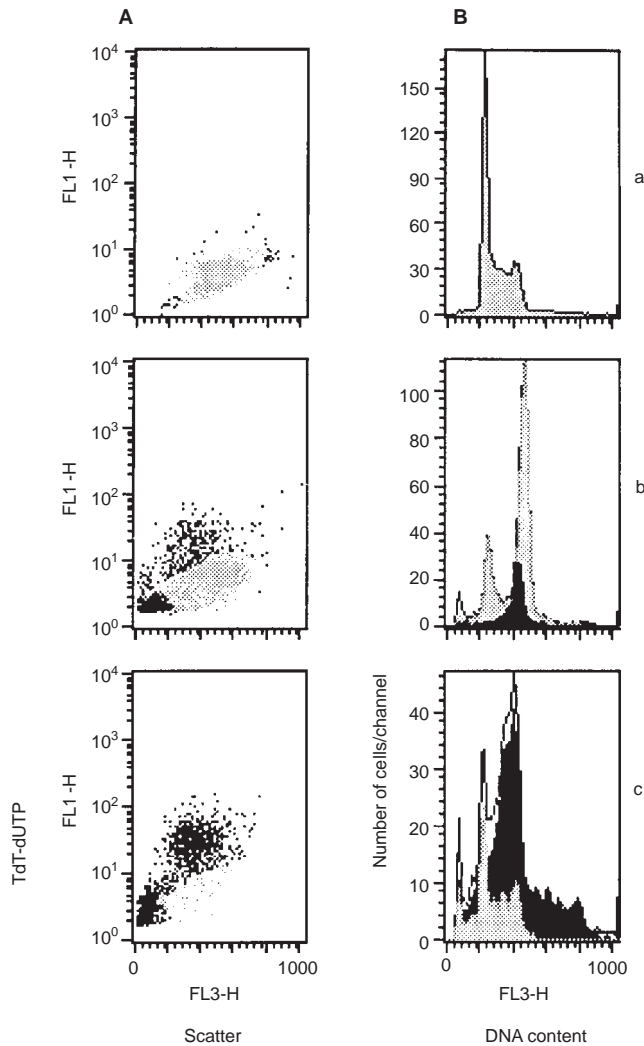 A
B
10⁴
10³
10²
10¹
10⁰
FL1-H
150
120
90
60
30
0
a
10⁴
10³
10²
10¹
10⁰
FL1-H
100
80
60
40
20
0
b
10⁴
10³
10²
10¹
10⁰
FL1-H
TdT-dUTP
0
1000
FL3-H
Scatter
40
30
20
10
0
Number of cells/channel
c
0
1000
FL3-H
DNA content